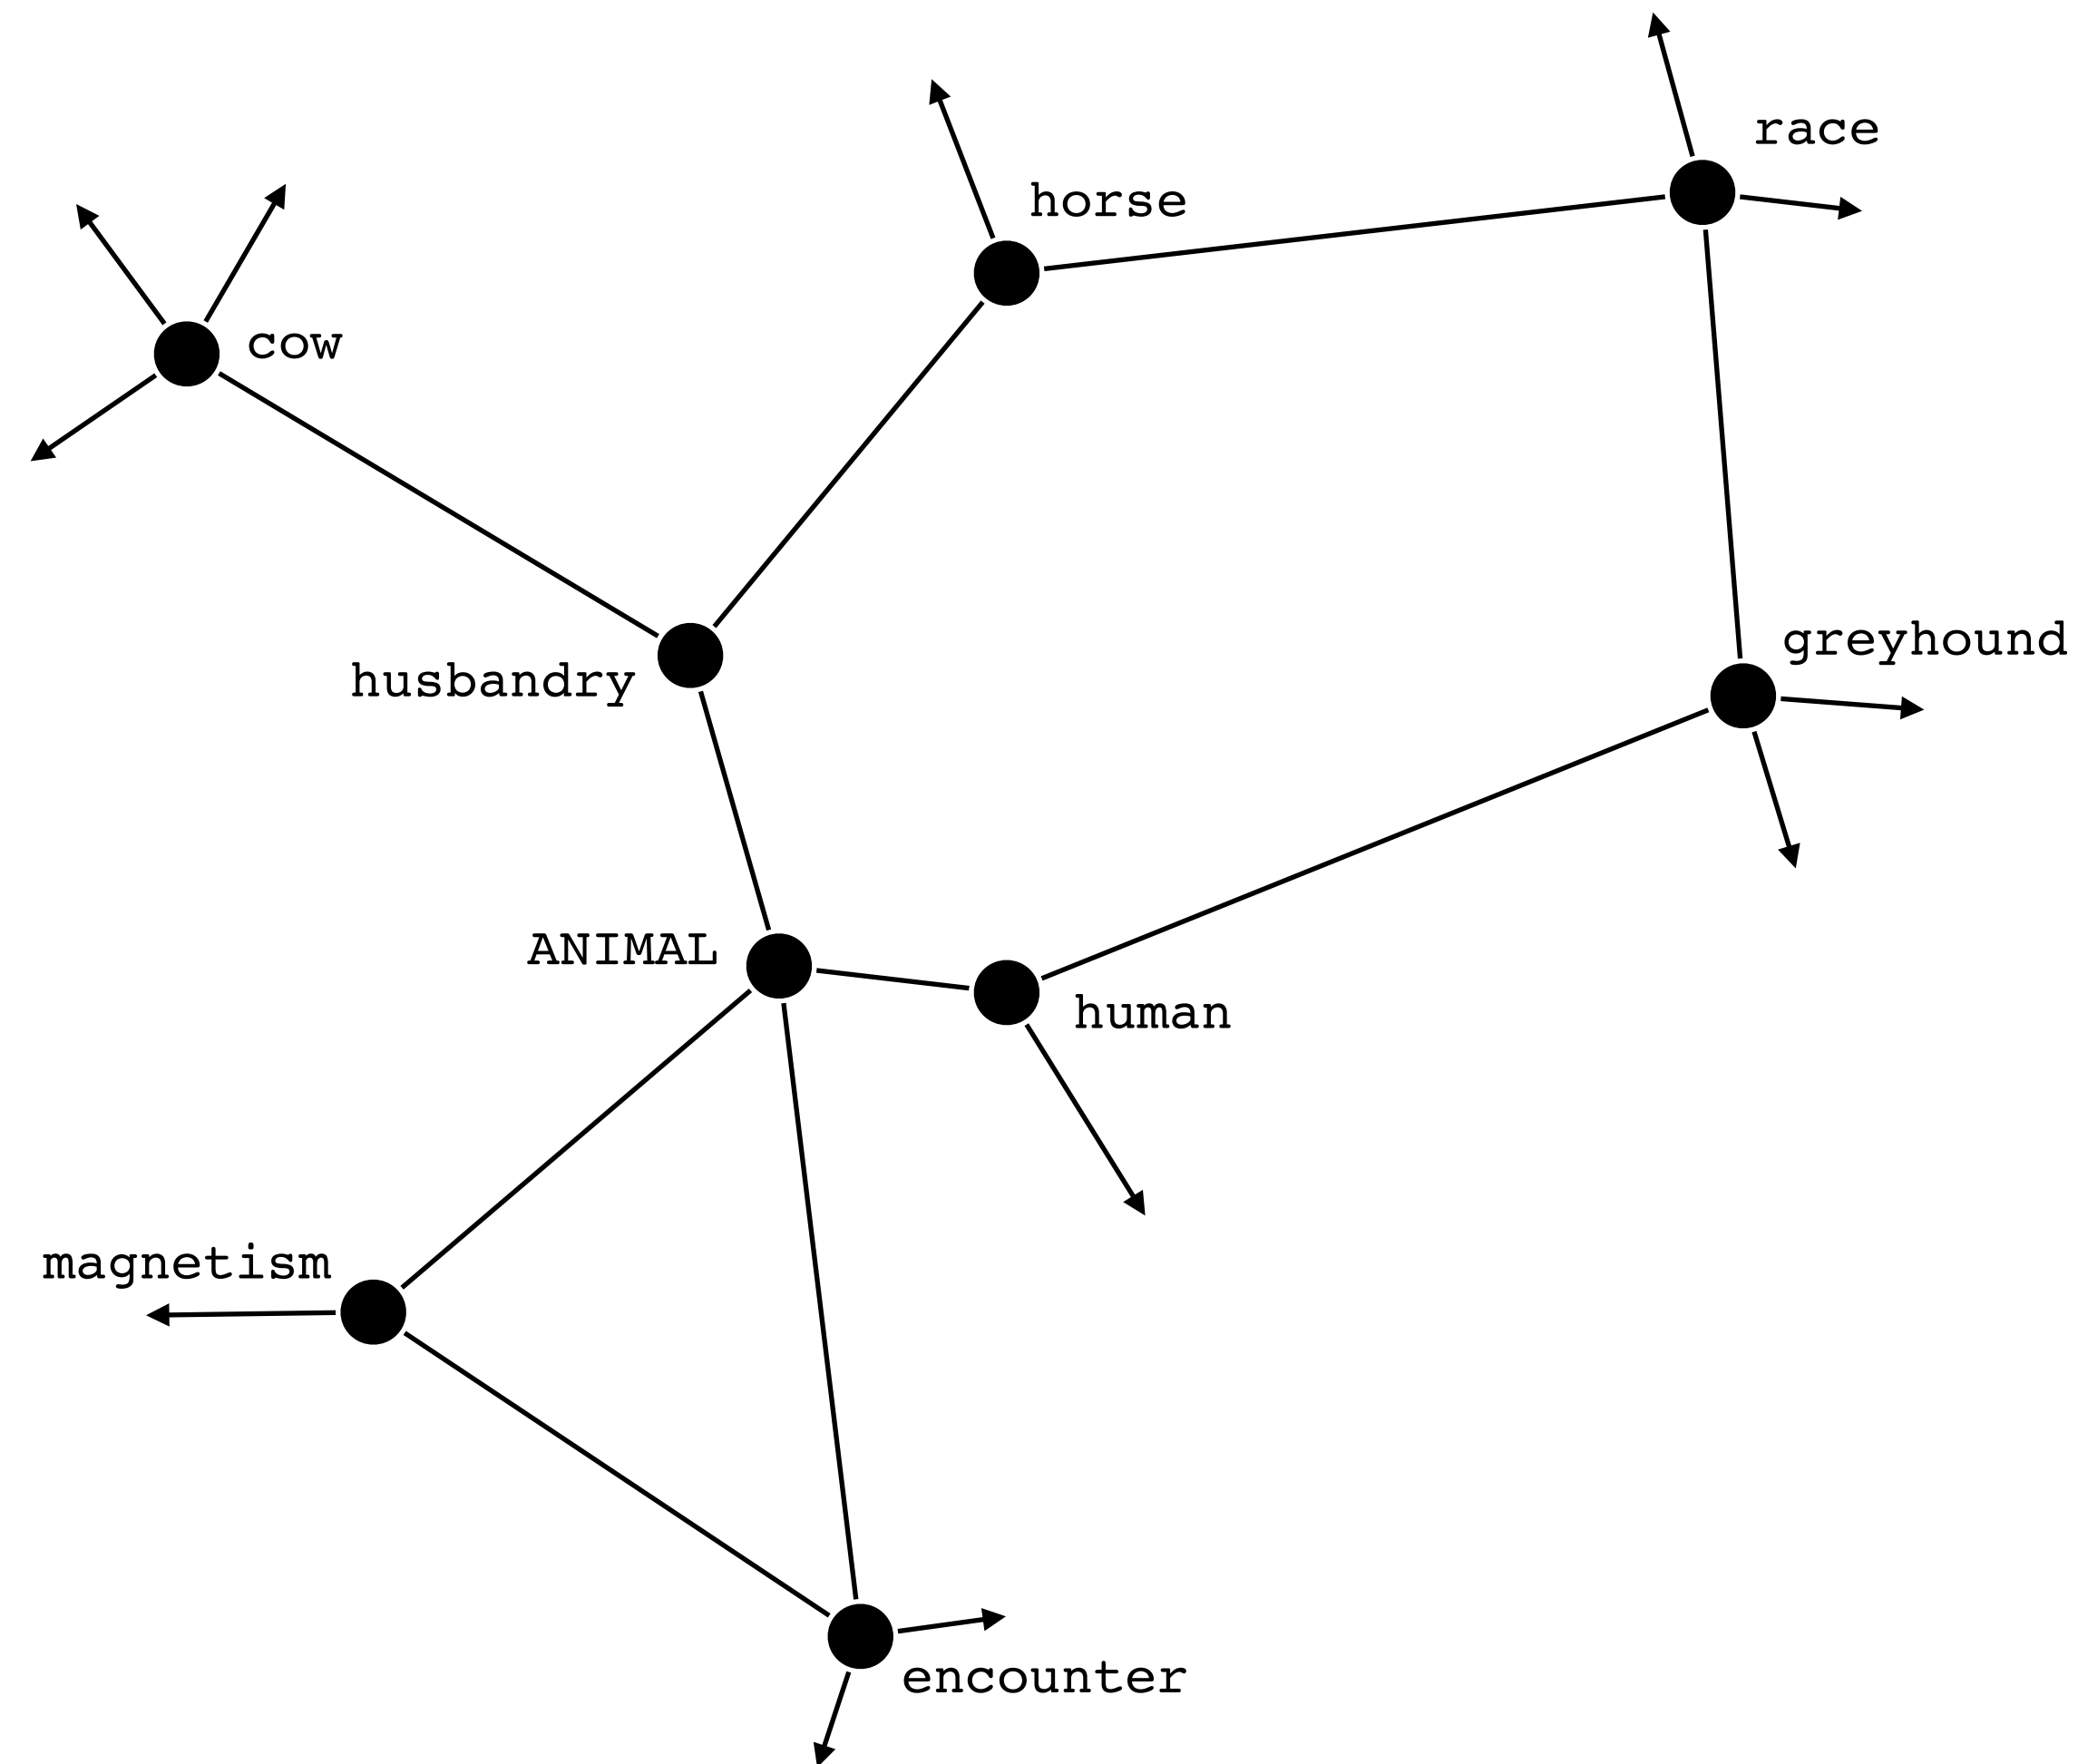 race
horse
cow
greyhound
husbandry
ANIMAL
human
magnetism
encounter